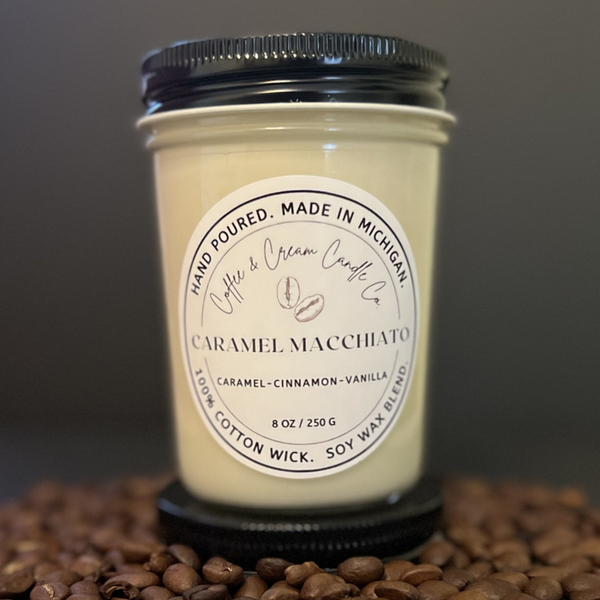 HAND POURED. MADE IN MICHIGAN.
Coffee & Cream Candle Co.
CARAMEL MACCHIATO
CARAMEL-CINNAMON-VANILLA
8 OZ / 250 G
100% COTTON WICK. SOY WAX BLEND.